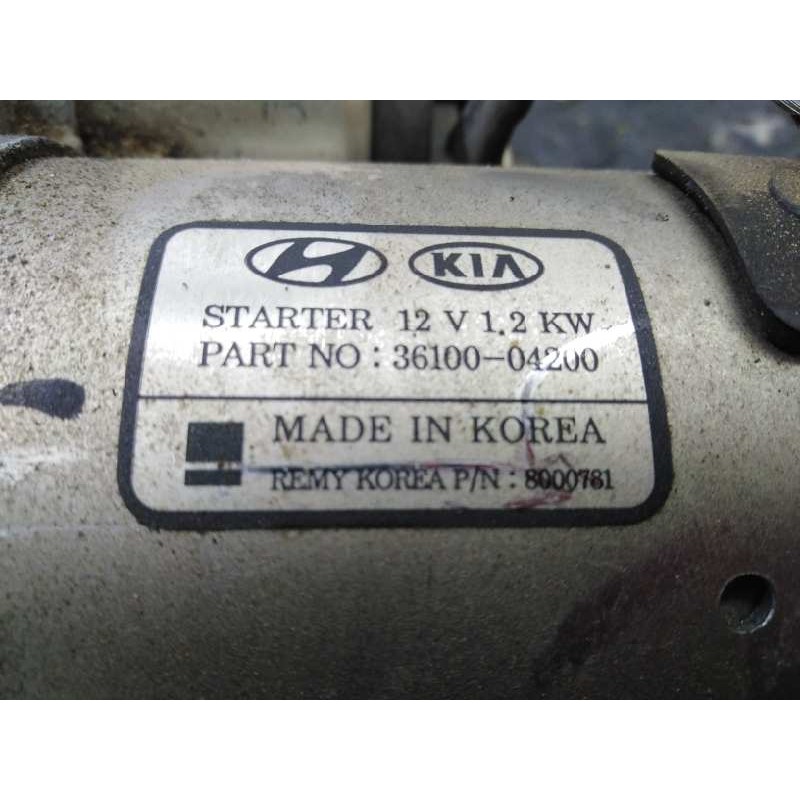 KIA
STARTER 12 V 1.2 KW
PART NO : 36100-04200
MADE IN KOREA
REMY KOREA P/N : 8000781